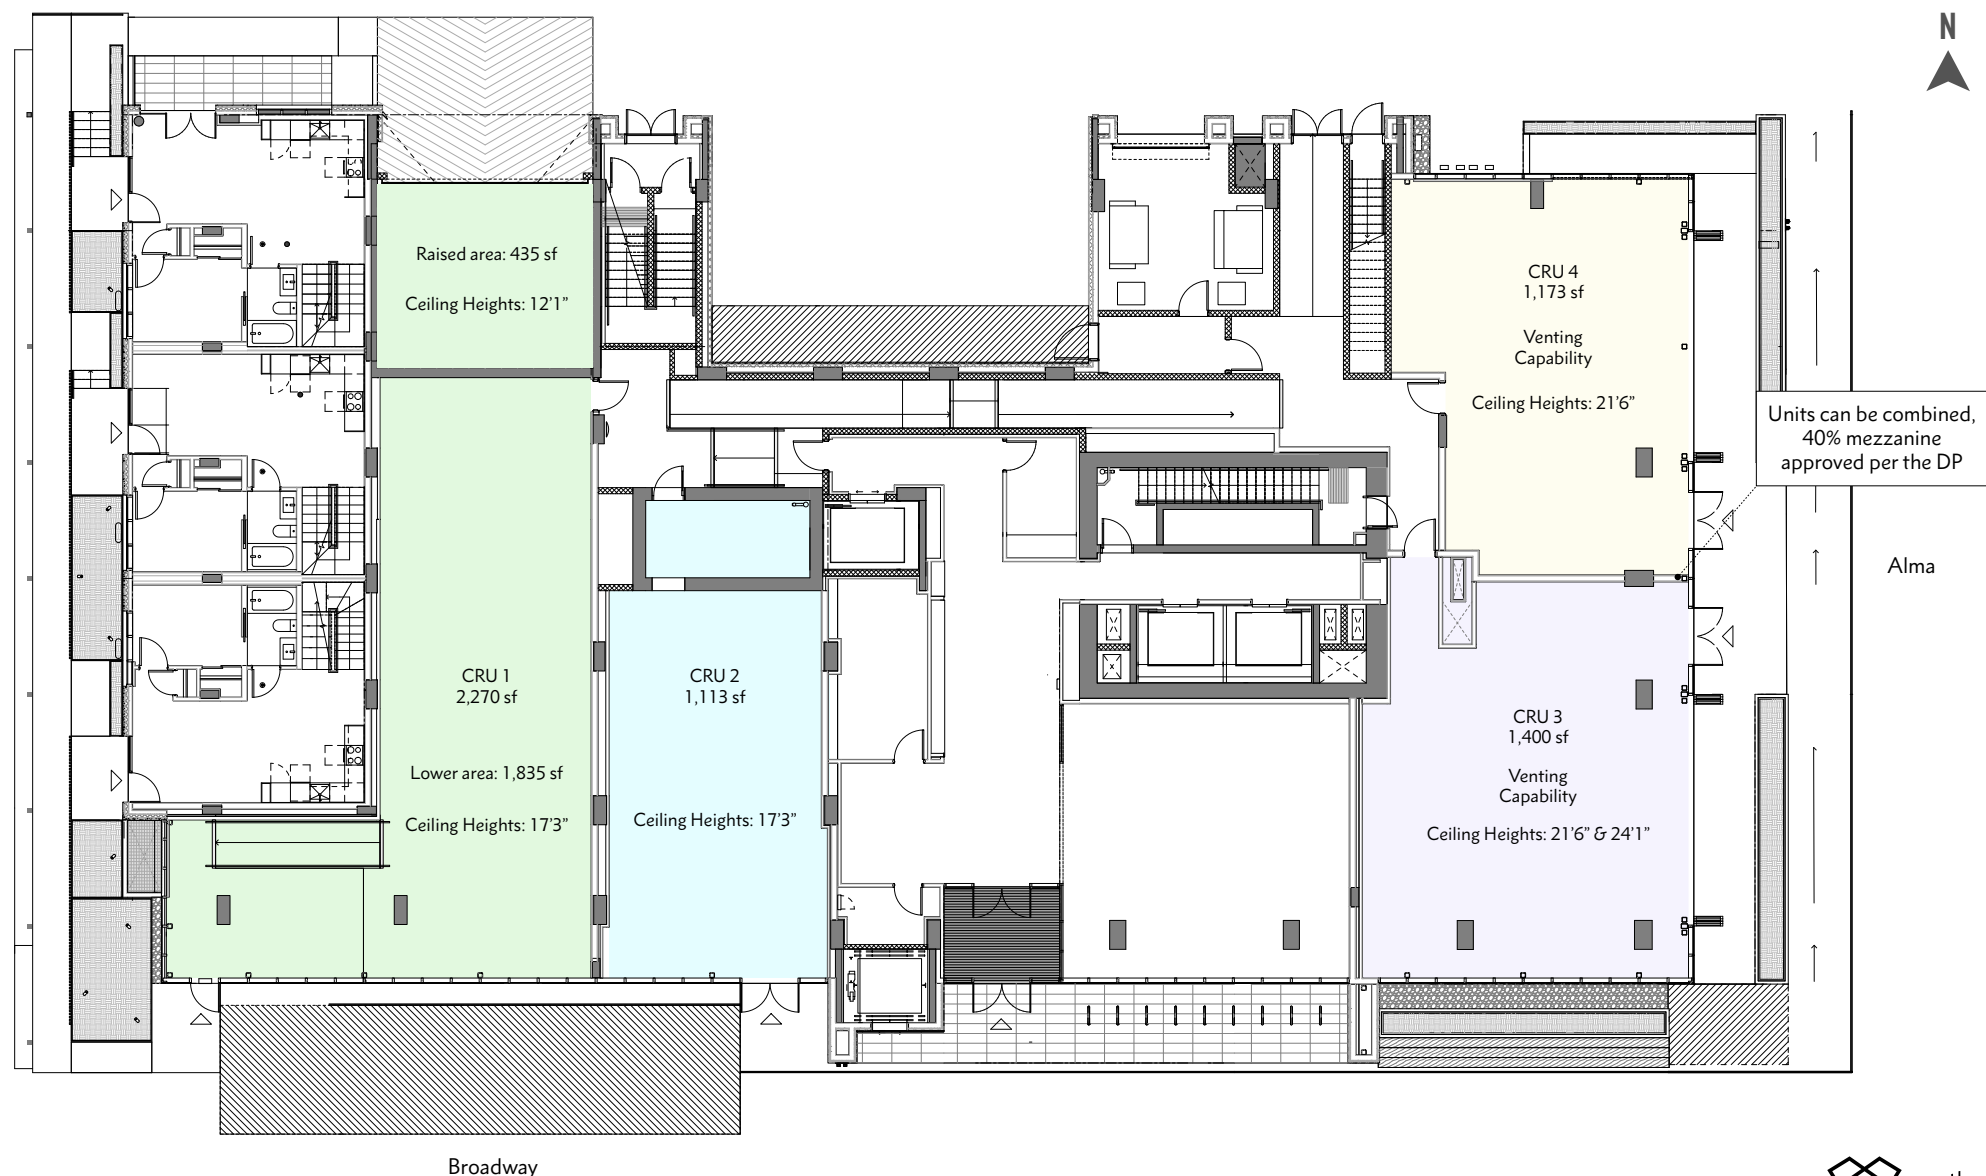 N
Raised area: 435 sf
Ceiling Heights: 12'1"
CRU 4
1,173 sf
Venting
Capability
Ceiling Heights: 21'6"
Units can be combined,
40% mezzanine
approved per the DP
Alma
CRU 1
2,270 sf
Lower area: 1,835 sf
Ceiling Heights: 17'3"
CRU 2
1,113 sf
Ceiling Heights: 17'3"
CRU 3
1,400 sf
Venting
Capability
Ceiling Heights: 21'6" & 24'1"
Broadway